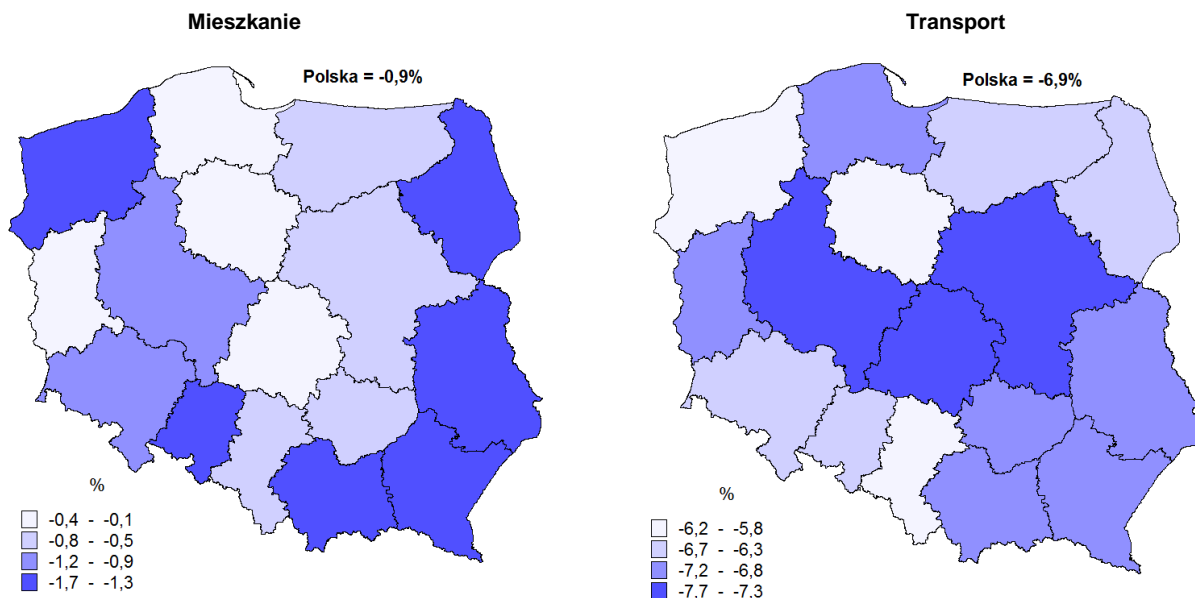 Mieszkanie
Polska = -0,9%
%
-0,4 - -0,1
-0,8 - -0,5
-1,2 - -0,9
-1,7 - -1,3
Transport
Polska = -6,9%
%
-6,2 - -5,8
-6,7 - -6,3
-7,2 - -6,8
-7,7 - -7,3